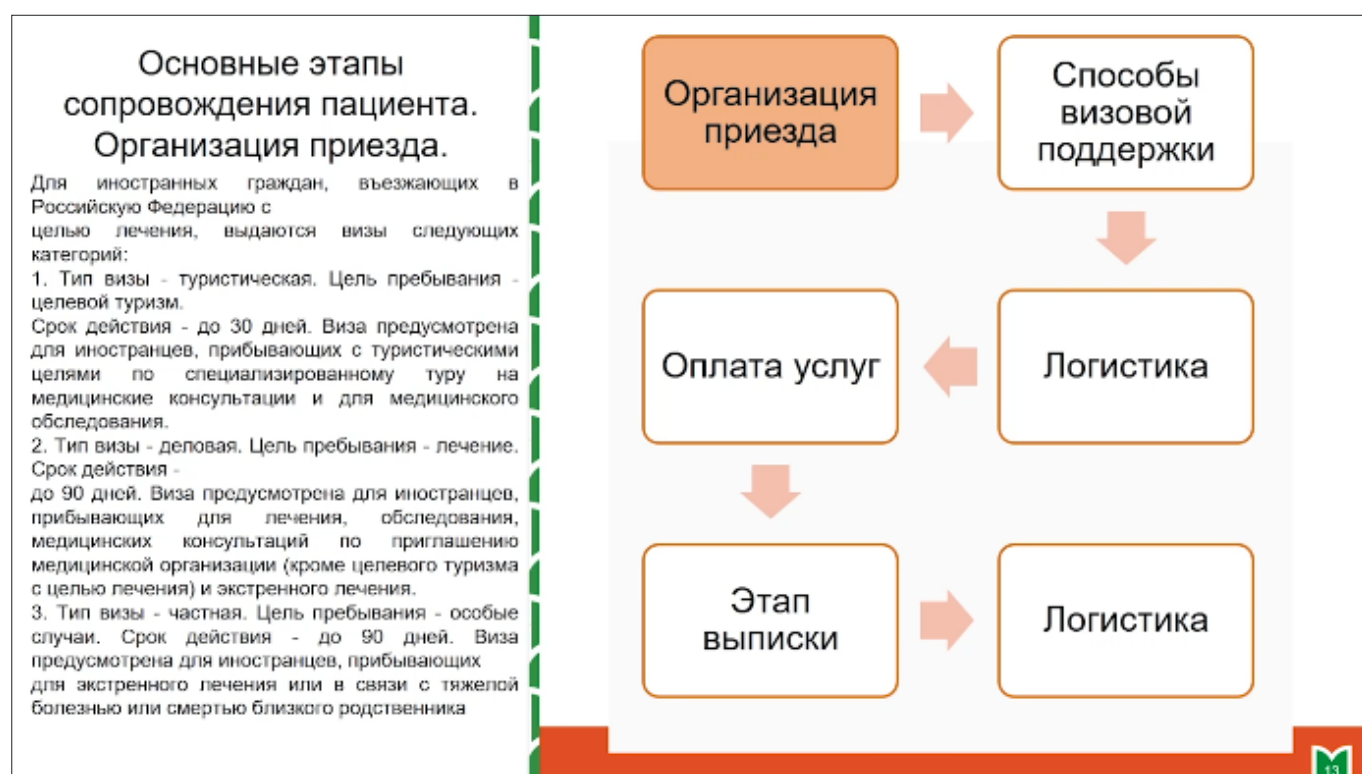 Основные этапы
сопровождения пациента.
Организация приезда.
Для иностранных граждан, въезжающих в
Российскую Федерацию с
целью лечения, выдаются визы следующих
категорий:
1. Тип визы - туристическая. Цель пребывания -
целевой туризм.
Срок действия - до 30 дней. Виза предусмотрена
для иностранцев, прибывающих с туристическими
целями по специализированному туру на
медицинские консультации и для медицинского
обследования.
2. Тип визы - деловая. Цель пребывания - лечение.
Срок действия -
до 90 дней. Виза предусмотрена для иностранцев,
прибывающих для лечения, обследования,
медицинских консультаций по приглашению
медицинской организации (кроме целевого туризма
с целью лечения) и экстренного лечения.
3. Тип визы - частная. Цель пребывания - особые
случаи. Срок действия - до 90 дней. Виза
предусмотрена для иностранцев, прибывающих
для экстренного лечения или в связи с тяжелой
болезнью или смертью близкого родственника
Организация
приезда
Способы
визовой
поддержки
Логистика
Оплата услуг
Этап
выписки
Логистика
13